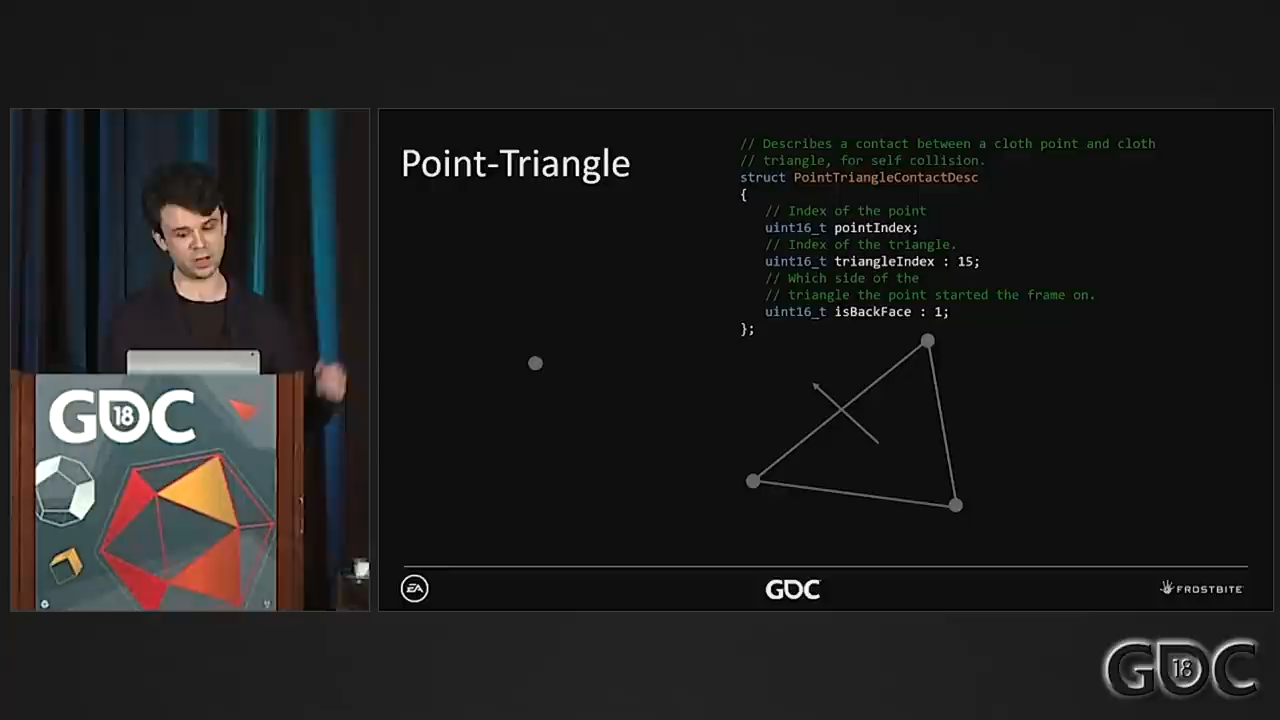 Point-Triangle
// Describes a contact between a cloth point and cloth
// triangle, for self collision.
struct PointTriangleContactDesc
{
// Index of the point
uint16_t pointIndex;
// Index of the triangle.
uint16_t triangleIndex : 15;
// Which side of the
// triangle the point started the frame on.
uint16_t isBackFace : 1;
};
GDC
18
EA
GDC
FROSTBITE
GDC
18